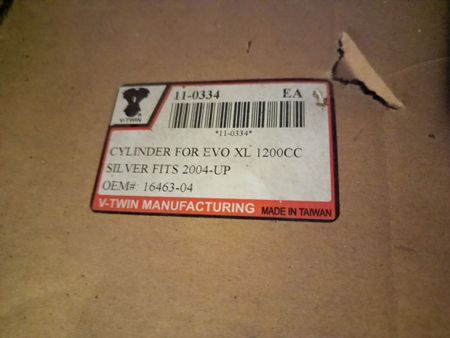 11-0334 EA
V-TWIN
*11-0334*
CYLINDER FOR EVO XL 1200CC
SILVER FITS 2004-UP
OEM#: 16463-04
V-TWIN MANUFACTURING MADE IN TAIWAN